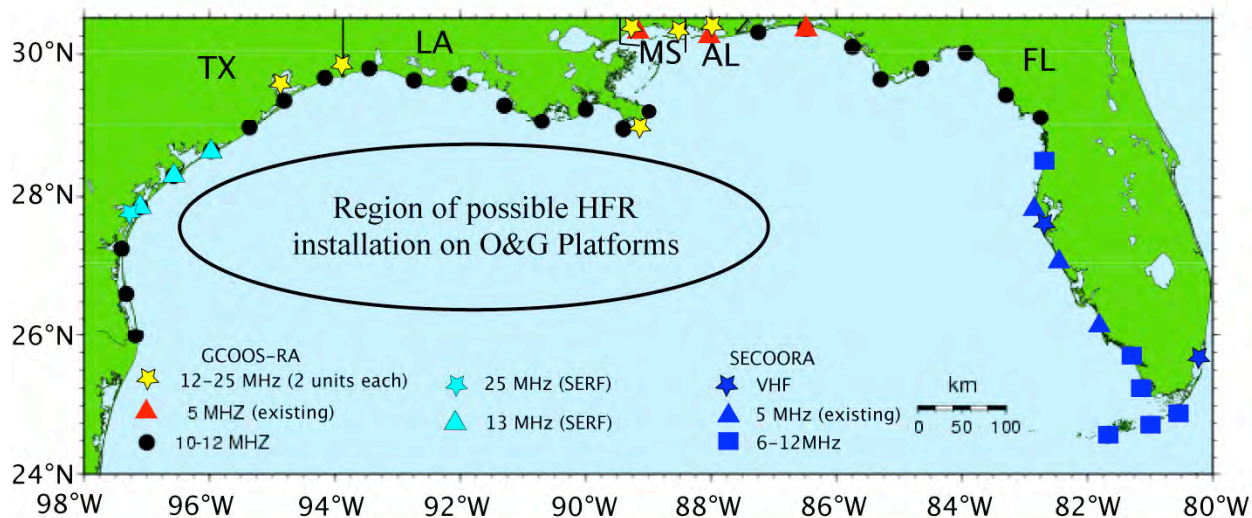 30°N
28°N
26°N
24°N
TX
LA
MS
AL
FL
Region of possible HFR
installation on O&G Platforms
GCOOS-RA
12-25 MHz (2 units each)
5 MHZ (existing)
10-12 MHZ
25 MHz (SERF)
13 MHz (SERF)
SECOORA
VHF
5 MHz (existing)
6-12MHz
km
0 50 100
98°W 96°W 94°W 92°W 90°W 88°W 86°W 84°W 82°W 80°W